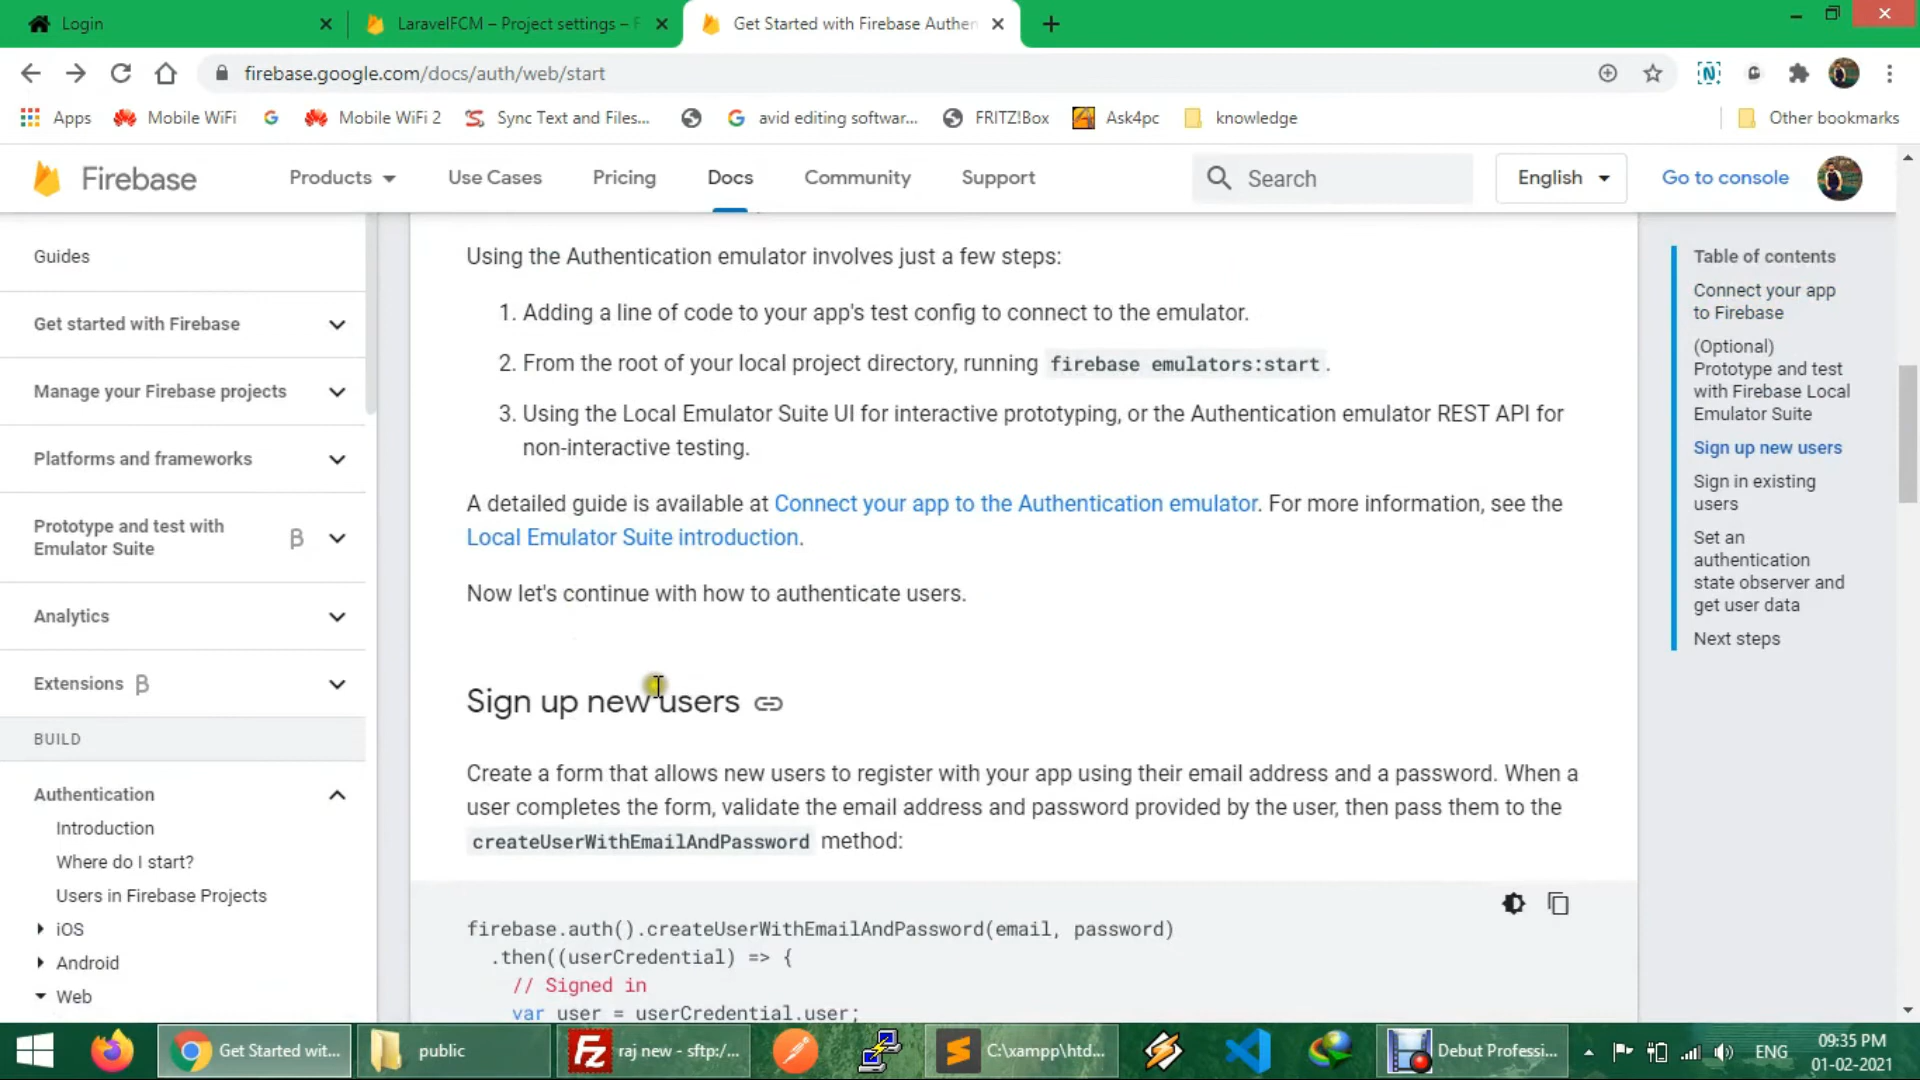 Login
LaravelFCM – Project settings – F
Get Started with Firebase Authen
firebase.google.com/docs/auth/web/start
Apps
Mobile WiFi
Mobile WiFi 2
Sync Text and Files...
avid editing softwar...
FRITZ!Box
Ask4pc
knowledge
Other bookmarks
Firebase
Products
Use Cases
Pricing
Docs
Community
Support
Search
English
Go to console
Guides
Get started with Firebase
Manage your Firebase projects
Platforms and frameworks
Prototype and test with
Emulator Suite
β
Analytics
Extensions β
BUILD
Authentication
Introduction
Where do I start?
Users in Firebase Projects
iOS
Android
Web
Using the Authentication emulator involves just a few steps:
1. Adding a line of code to your app's test config to connect to the emulator.
2. From the root of your local project directory, running firebase emulators:start.
3. Using the Local Emulator Suite UI for interactive prototyping, or the Authentication emulator REST API for
non-interactive testing.
A detailed guide is available at Connect your app to the Authentication emulator. For more information, see the
Local Emulator Suite introduction.
Now let's continue with how to authenticate users.
Sign up new users
Create a form that allows new users to register with your app using their email address and a password. When a
user completes the form, validate the email address and password provided by the user, then pass them to the
createUserWithEmailAndPassword method:
firebase.auth().createUserWithEmailAndPassword(email, password)
.then((userCredential) => {
// Signed in
var user = userCredential.user;
Table of contents
Connect your app
to Firebase
(Optional)
Prototype and test
with Firebase Local
Emulator Suite
Sign up new users
Sign in existing
users
Set an
authentication
state observer and
get user data
Next steps
Get Started wit...
public
raj new - sftp:/...
C:\xampp\htd...
Debut Professi...
ENG
09:35 PM
01-02-2021